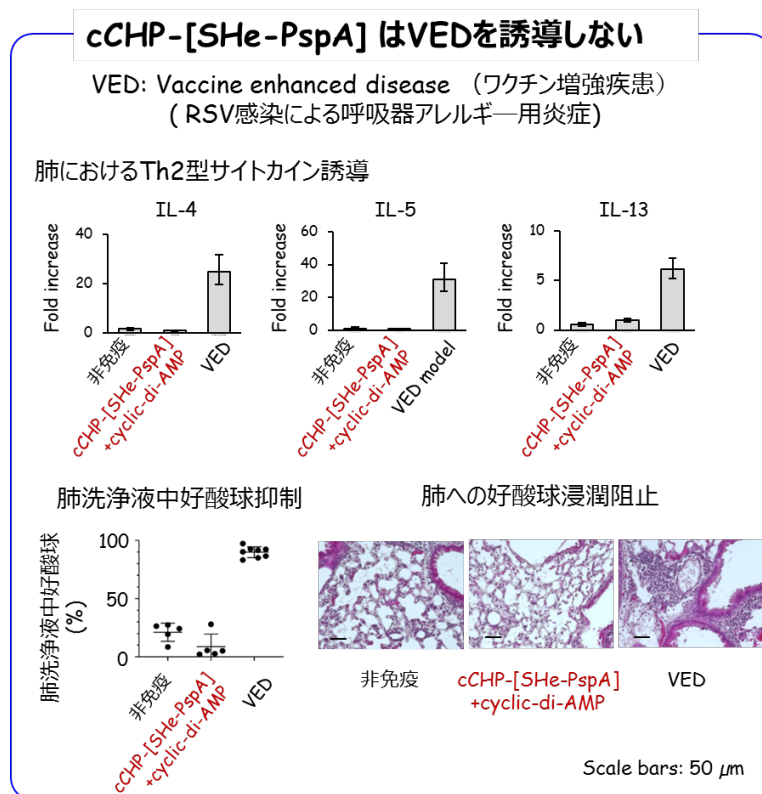 cCHP-[SHe-PspA] はVEDを誘導しない
VED: Vaccine enhanced disease （ワクチン増強疾患）
( RSV感染による呼吸器アレルギー用炎症)
肺におけるTh2型サイトカイン誘導
IL-4
Fold increase
40
20
0
非免疫
cCHP-[SHe-PspA]
+cyclic-di-AMP
VED
IL-5
Fold increase
60
40
20
0
非免疫
cCHP-[SHe-PspA]
+cyclic-di-AMP
VED model
IL-13
Fold increase
10
5
0
非免疫
cCHP-[SHe-PspA]
+cyclic-di-AMP
VED
肺洗浄液中好酸球抑制
肺洗浄液中好酸球
(%)
100
50
0
非免疫
cCHP-[SHe-PspA]
+cyclic-di-AMP
VED
肺への好酸球浸潤阻止
非免疫
cCHP-[SHe-PspA]
+cyclic-di-AMP
VED
Scale bars: 50 µm